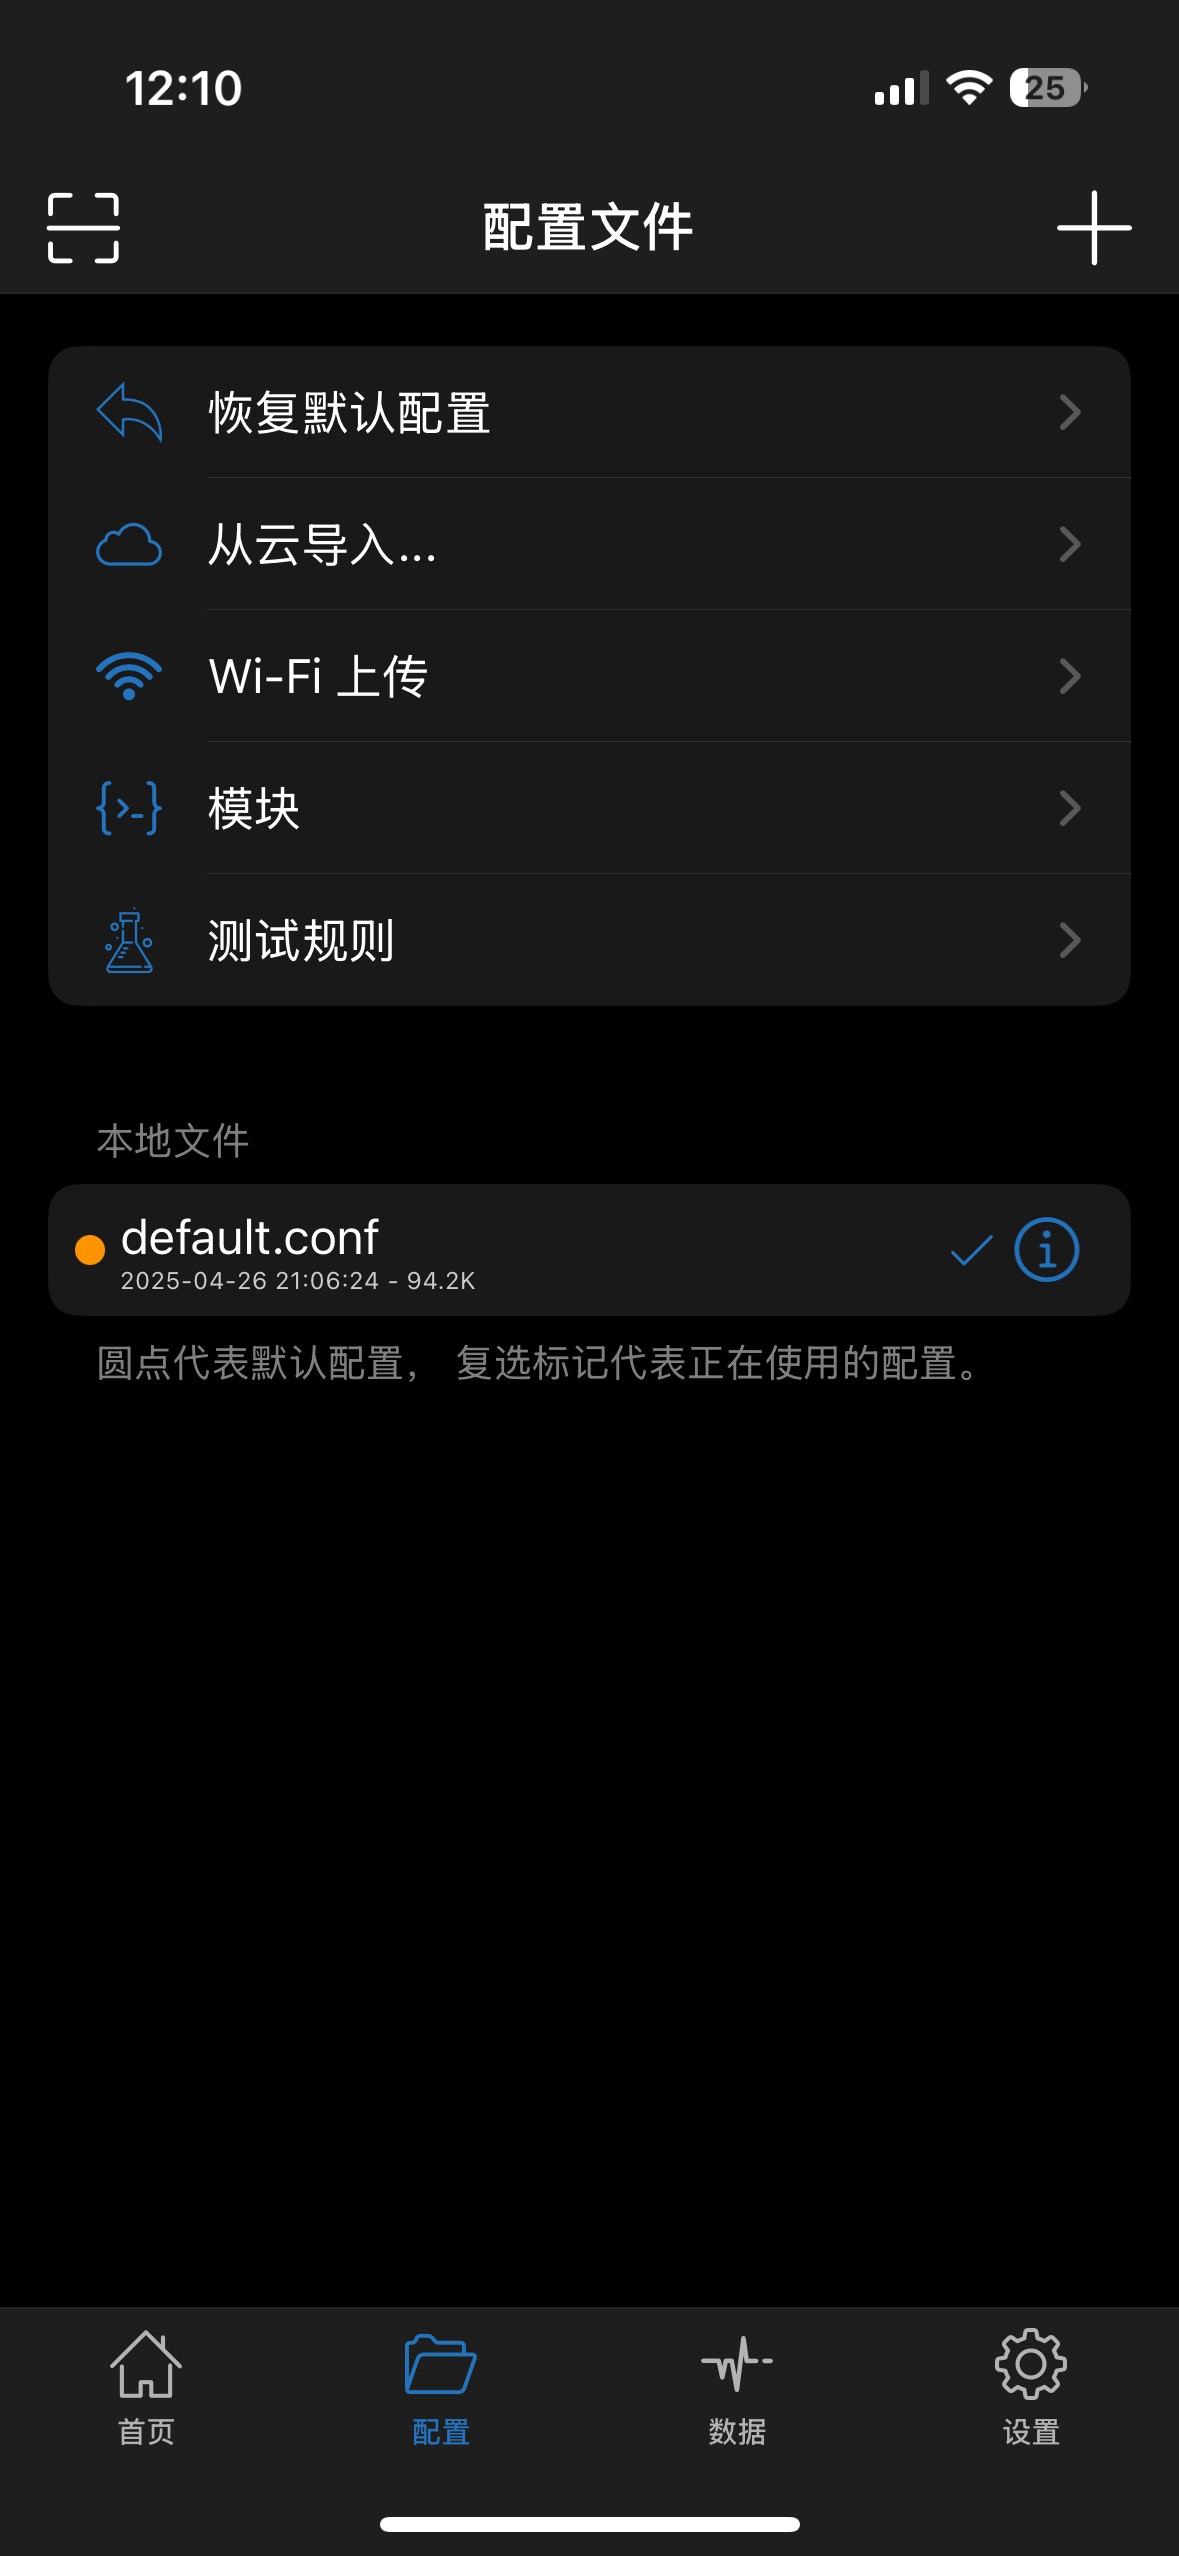 12:10
25
配置文件
恢复默认配置
从云导入...
Wi-Fi 上传
模块
测试规则
本地文件
default.conf
2025-04-26 21:06:24 - 94.2K
圆点代表默认配置， 复选标记代表正在使用的配置。
首页
配置
数据
设置